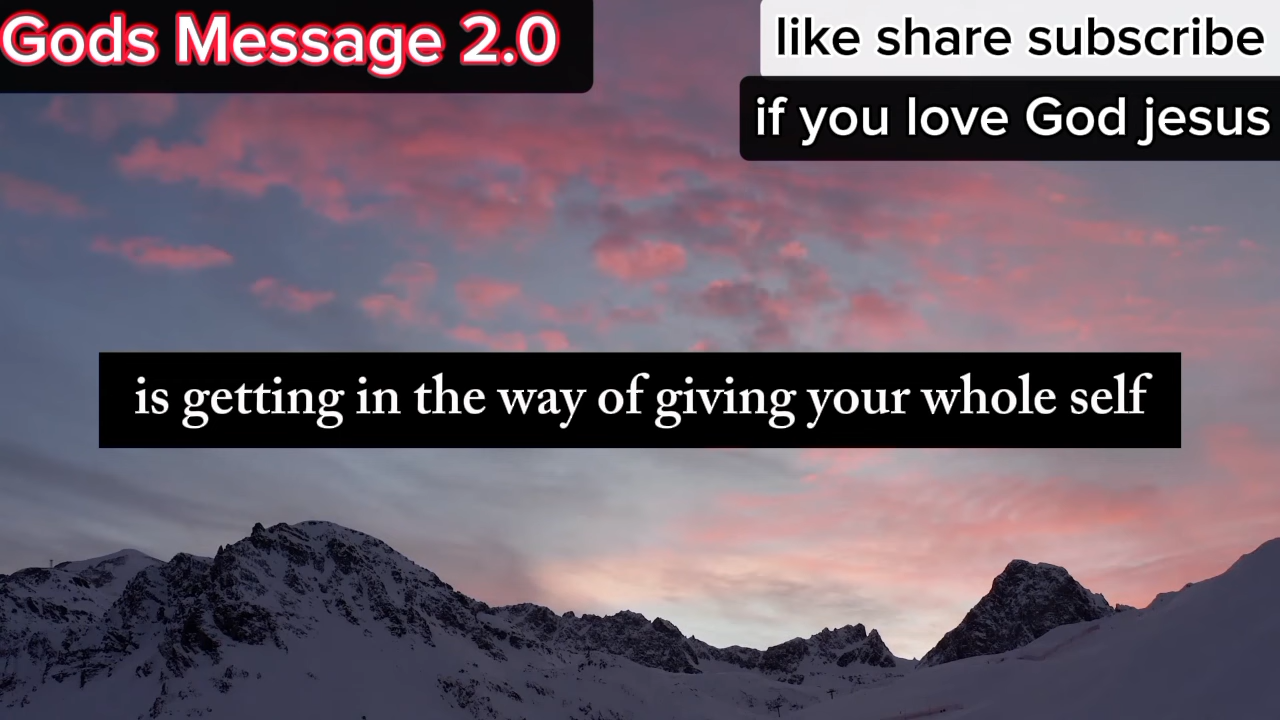 Gods Message 2.0
like share subscribe
if you love God jesus
is getting in the way of giving your whole self